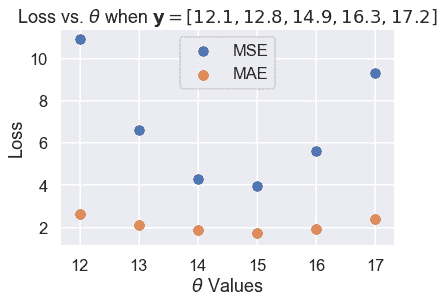 Loss vs. θ when y = [12.1, 12.8, 14.9, 16.3, 17.2]
MSE
MAE
10
8
6
4
2
Loss
12 13 14 15 16 17
θ Values